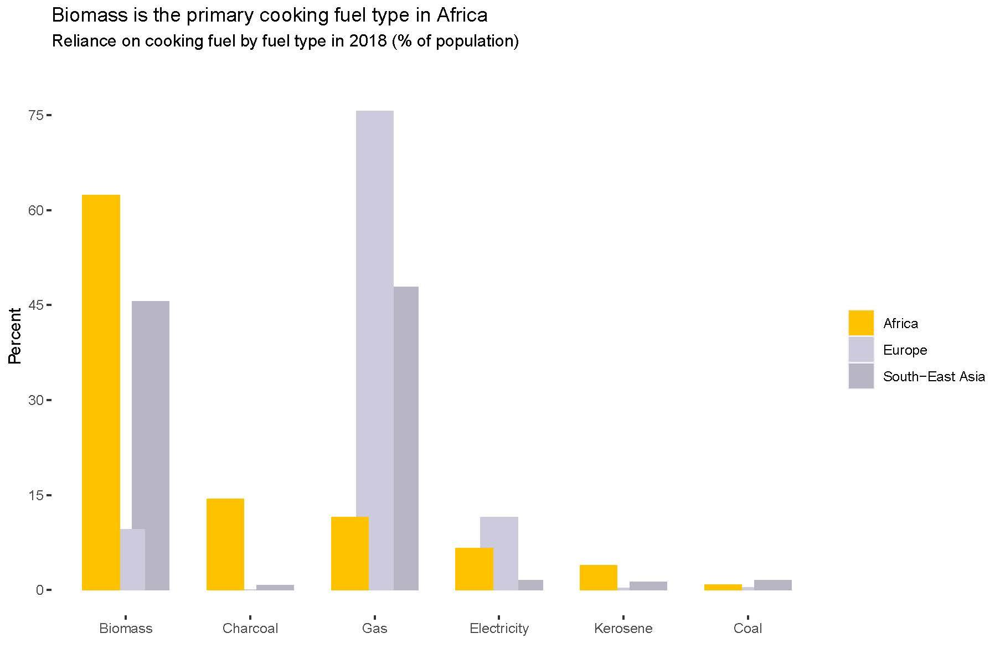 Biomass is the primary cooking fuel type in Africa
Reliance on cooking fuel by fuel type in 2018 (% of population)
Percent
75
60
45
30
15
0
Biomass
Charcoal
Gas
Electricity
Kerosene
Coal
Africa
Europe
South−East Asia